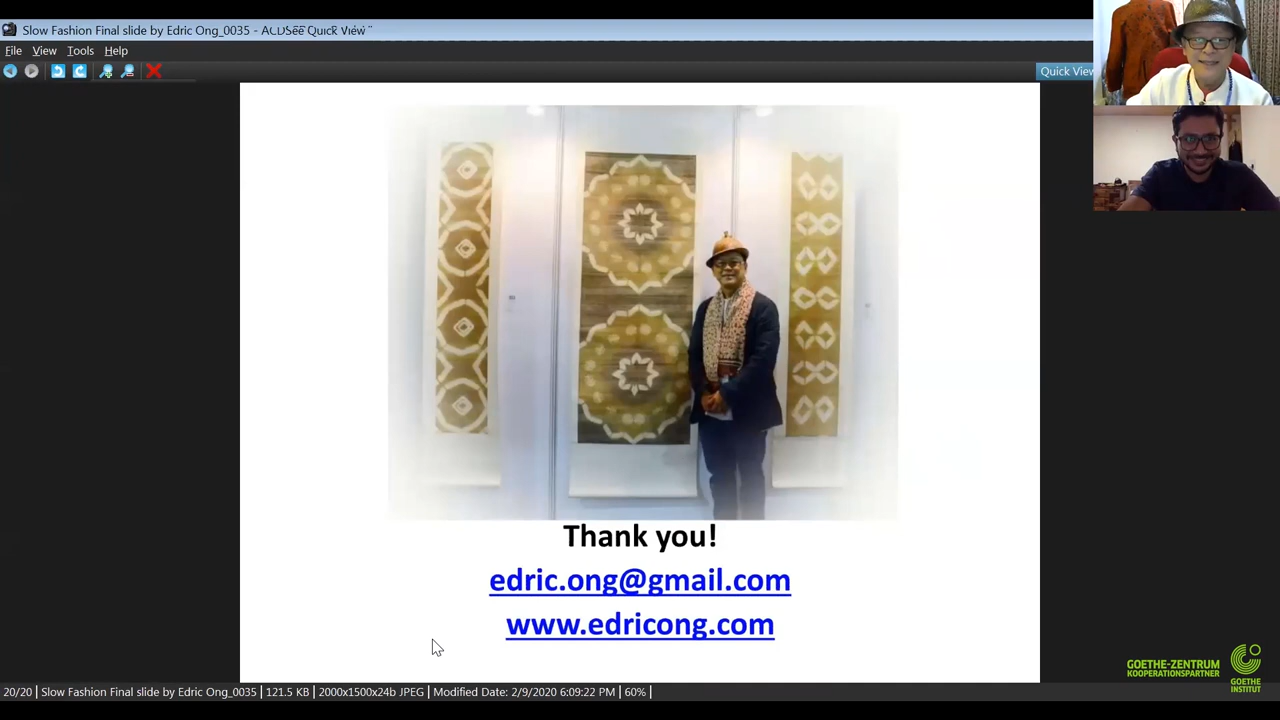 Slow Fashion Final slide by Edric Ong_0035 - ACDSee Quick View
File View Tools Help
Quick View
Thank you!
edric.ong@gmail.com
www.edricong.com
GOETHE-ZENTRUM
KOOPERATIONSPARTNER
GOETHE
INSTITUT
20/20 | Slow Fashion Final slide by Edric Ong_0035 | 121.5 KB | 2000x1500x24b JPEG | Modified Date: 2/9/2020 6:09:22 PM | 60% |